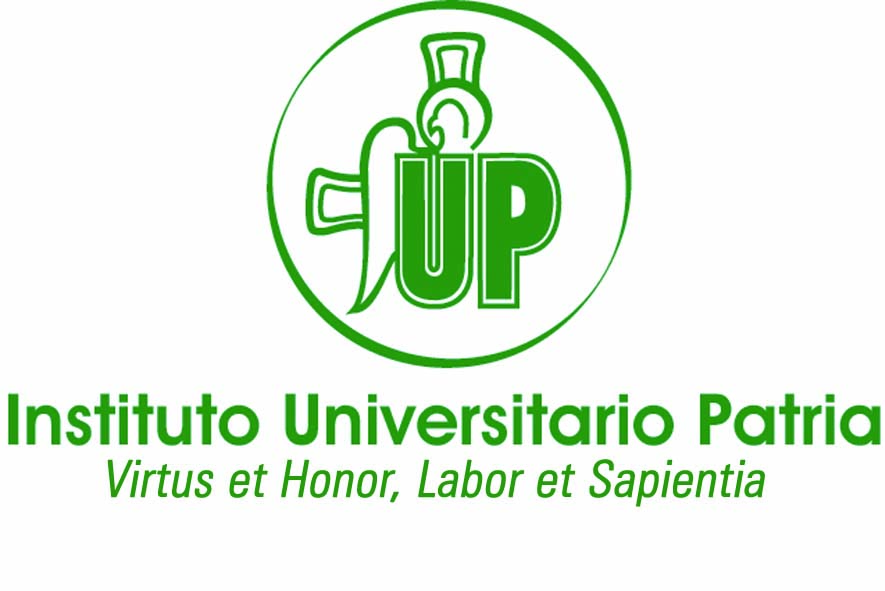 UP
Instituto Universitario Patria
Virtus et Honor, Labor et Sapientia